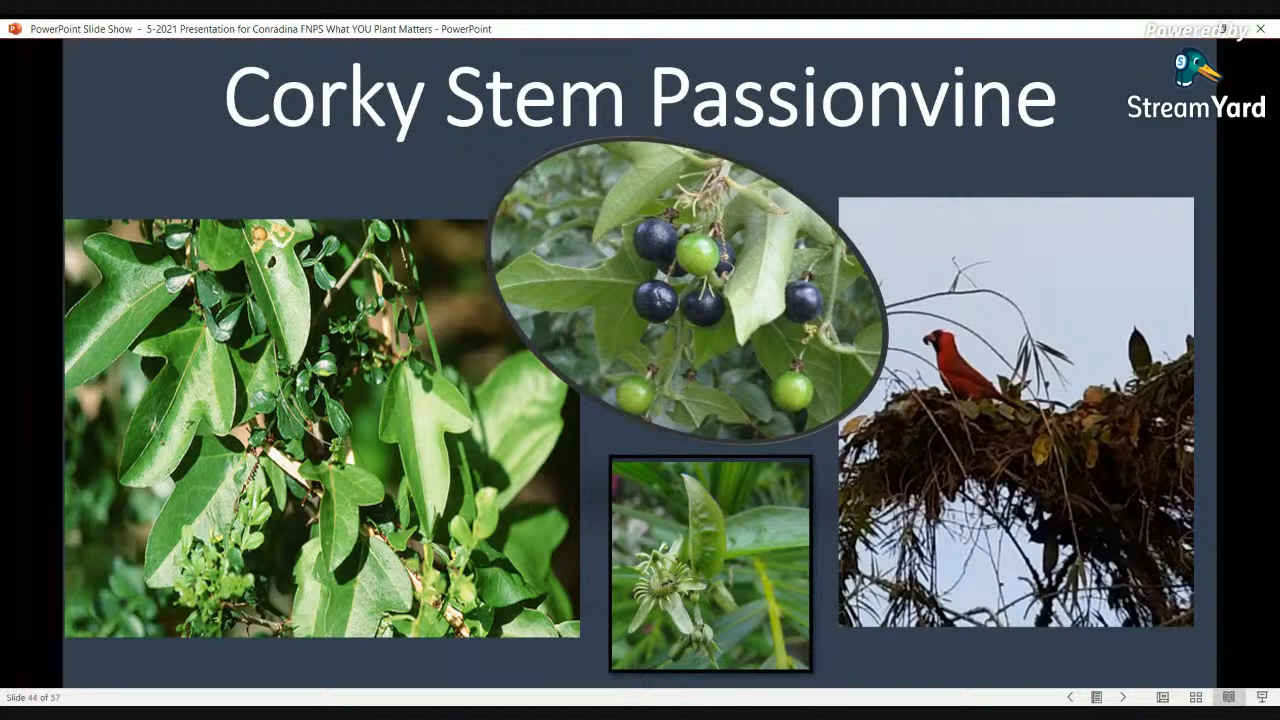 PowerPoint Slide Show - 5-2021 Presentation for Conradina FNPS What YOU Plant Matters - PowerPoint
Powered by
S
StreamYard
Corky Stem Passionvine
Slide 44 of 57